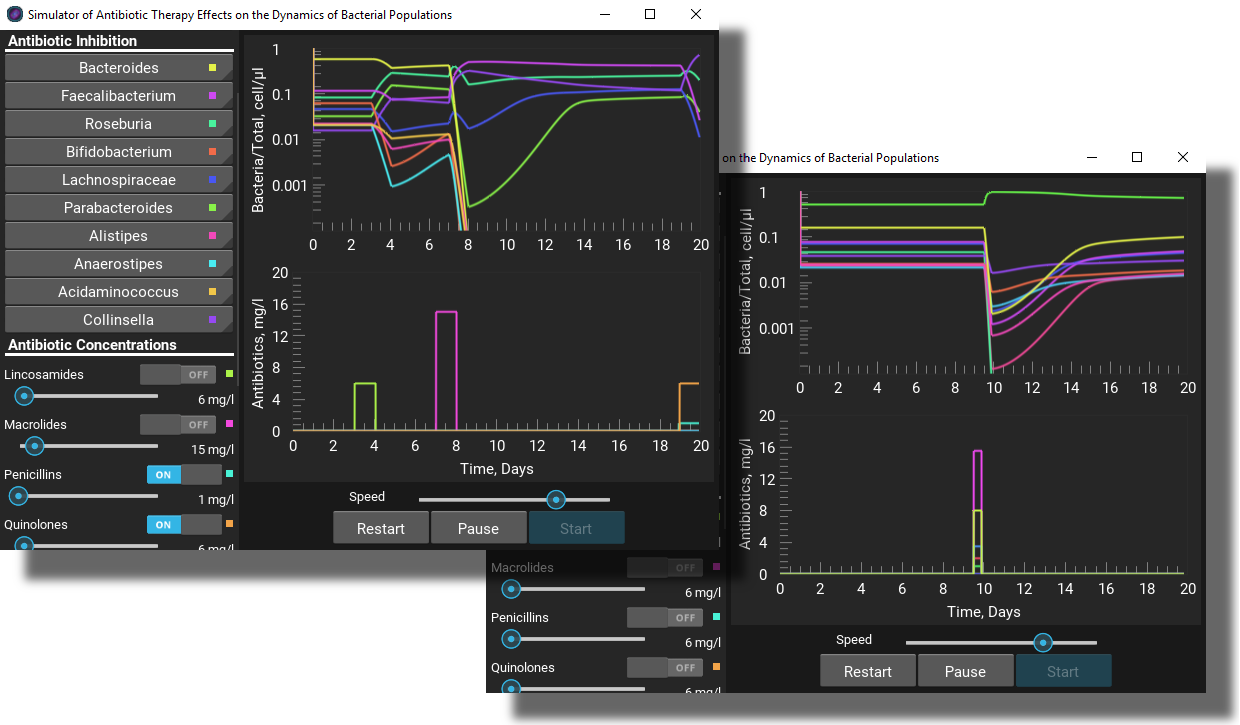 Simulator of Antibiotic Therapy Effects on the Dynamics of Bacterial Populations
Antibiotic Inhibition
Bacteroides
Faecalibacterium
Roseburia
Bifidobacterium
Lachnospiraceae
Parabacteroides
Alistipes
Anaerostipes
Acidaminococcus
Collinsella
Antibiotic Concentrations
Lincosamides OFF
6 mg/l
Macrolides OFF
15 mg/l
Penicillins ON
1 mg/l
Quinolones ON
6 mg/l
Bacteria/Total, cell/µl
1
0.1
0.01
0.001
0 2 4 6 8 10 12 14 16 18 20
Antibiotics, mg/l
20
16
12
8
4
0
0 2 4 6 8 10 12 14 16 18 20
Time, Days
Speed
Restart Pause Start
on the Dynamics of Bacterial Populations
Bacteria/Total, cell/µl
1
0.1
0.01
0.001
0 2 4 6 8 10 12 14 16 18 20
Antibiotics, mg/l
20
16
12
8
4
0
0 2 4 6 8 10 12 14 16 18 20
Time, Days
Macrolides OFF
6 mg/l
Penicillins OFF
6 mg/l
Quinolones OFF
6 mg/l
Speed
Restart Pause Start